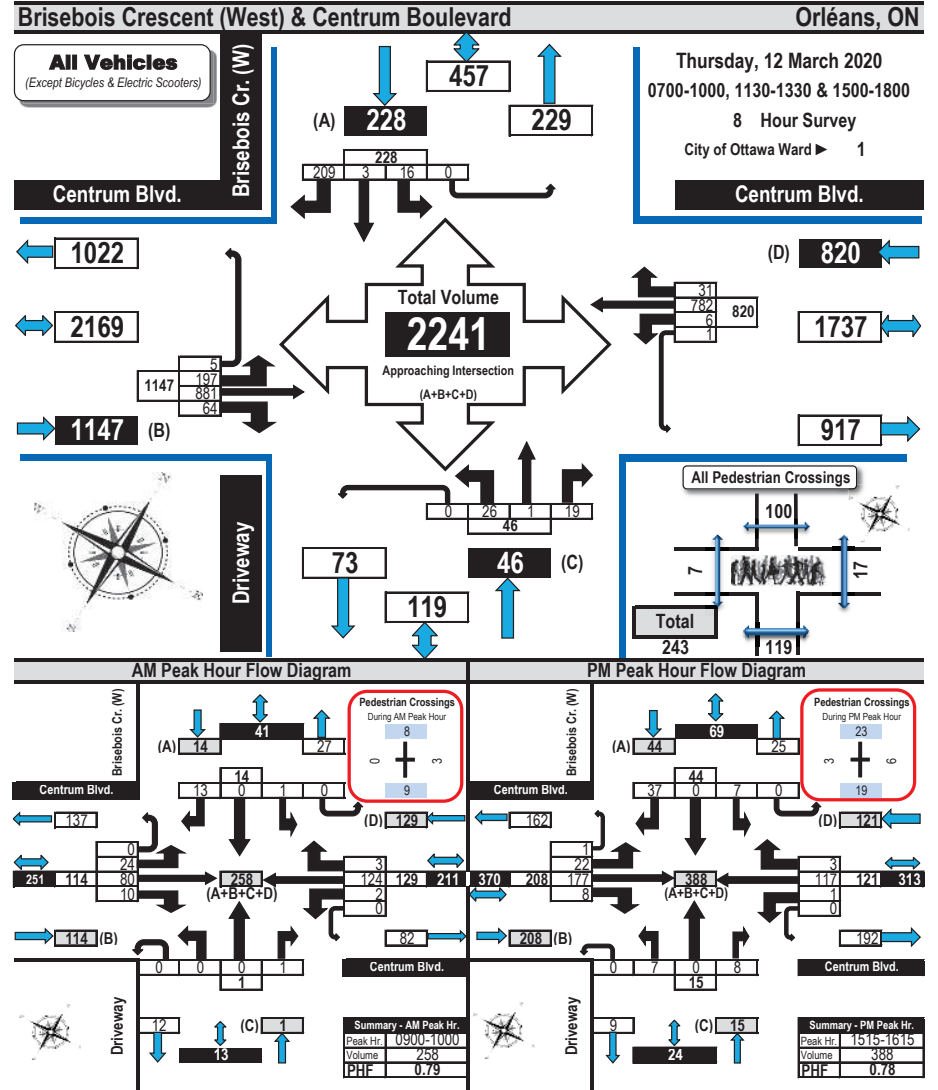 Brisebois Crescent (West) & Centrum Boulevard Orléans, ON
All Vehicles
(Except Bicycles & Electric Scooters)
Brisebois Cr. (W)
Centrum Blvd.
457
(A) 228
229
228
209 3 16 0
Thursday, 12 March 2020
0700-1000, 1130-1330 & 1500-1800
8 Hour Survey
City of Ottawa Ward ► 1
Centrum Blvd.
1022
2169
5
197
881
64
1147
1147 (B)
Total Volume
2241
Approaching Intersection
(A+B+C+D)
(D) 820
31
782
6
1
820
1737
917
Driveway
0 26 1 19
46
73
46 (C)
119
All Pedestrian Crossings
100
7
17
Total
243
119
AM Peak Hour Flow Diagram
Brisebois Cr. (W)
Centrum Blvd.
41
(A) 14
27
14
13 0 1 0
Pedestrian Crossings
During AM Peak Hour
8
0 3
9
137
(D) 129
0
24
80
10
251 114
258
(A+B+C+D)
3
124
2
0
129 211
114 (B)
82
0 0 0 1
1
Centrum Blvd.
Driveway
12
(C) 1
13
Summary - AM Peak Hr.
Peak Hr. 0900-1000
Volume 258
PHF 0.79
PM Peak Hour Flow Diagram
Brisebois Cr. (W)
Centrum Blvd.
69
(A) 44
25
44
37 0 7 0
Pedestrian Crossings
During PM Peak Hour
23
3 6
19
162
(D) 121
1
22
177
8
370 208
388
(A+B+C+D)
3
117
1
0
121 313
208 (B)
192
0 7 0 8
15
Centrum Blvd.
Driveway
9
(C) 15
24
Summary - PM Peak Hr.
Peak Hr. 1515-1615
Volume 388
PHF 0.78